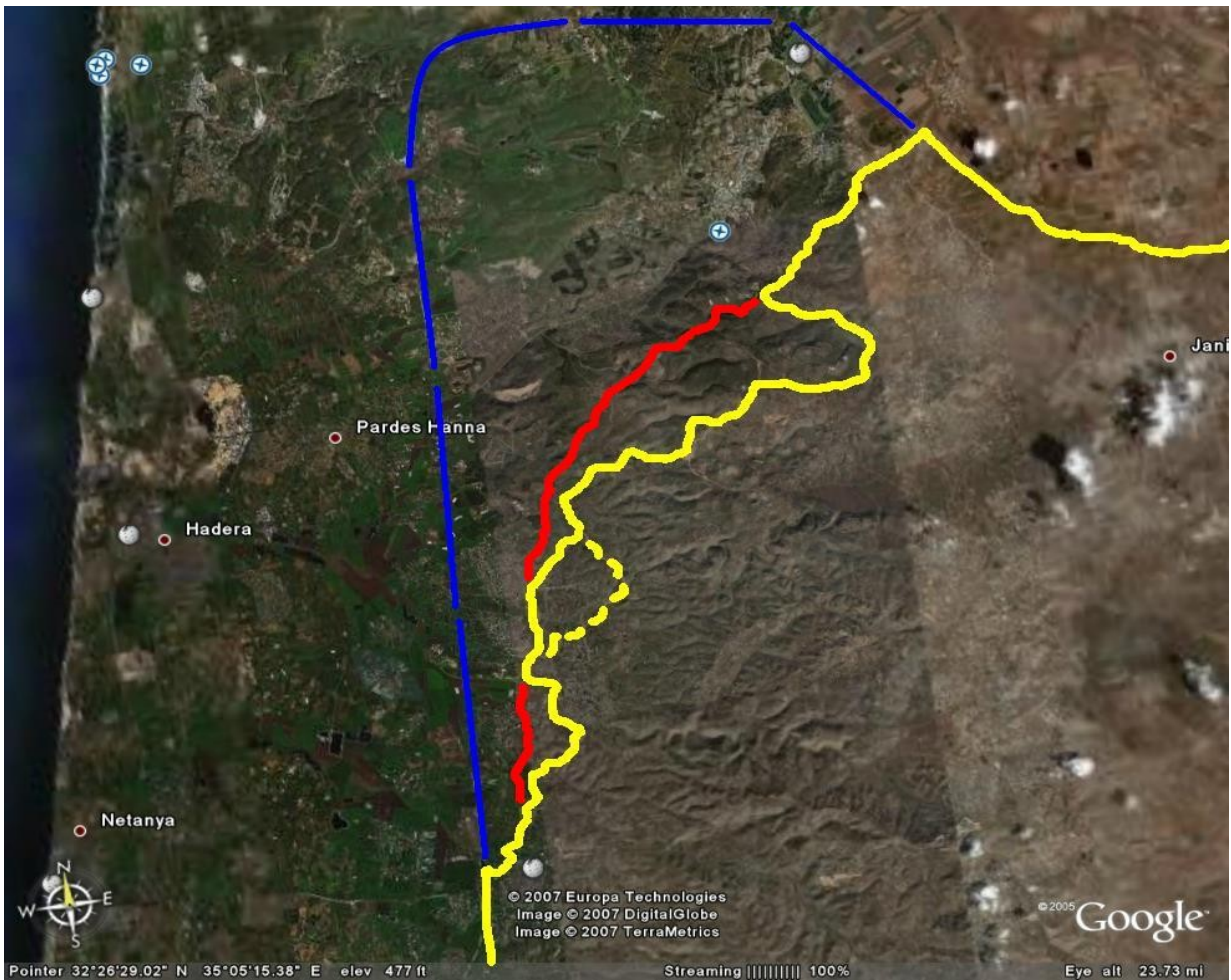 Jani
Pardes Hanna
Hadera
Netanya
N
W E
S
© 2007 Europa Technologies
Image © 2007 DigitalGlobe
Image © 2007 TerraMetrics
©2005 Google™
Pointer 32°26'29.02" N 35°05'15.38" E elev 477 ft Streaming |||||||||| 100% Eye alt 23.73 mi